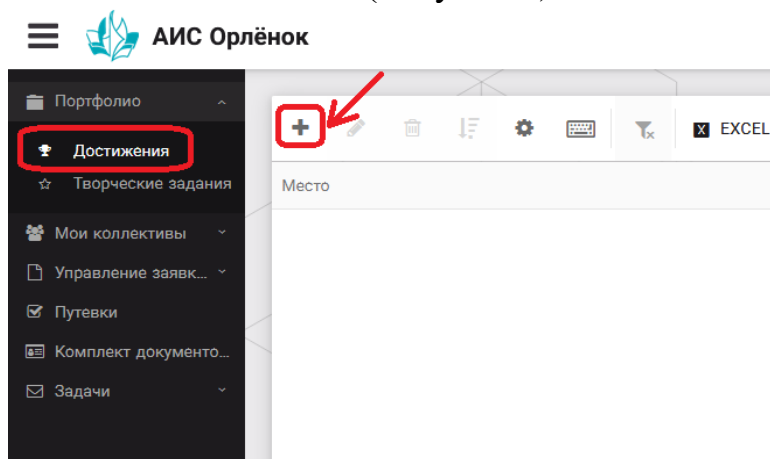 АИС Орлёнок
Портфолио
Достижения
Творческие задания
Мои коллективы
Управление заявк...
Путевки
Комплект документо...
Задачи
X EXCEL
Место